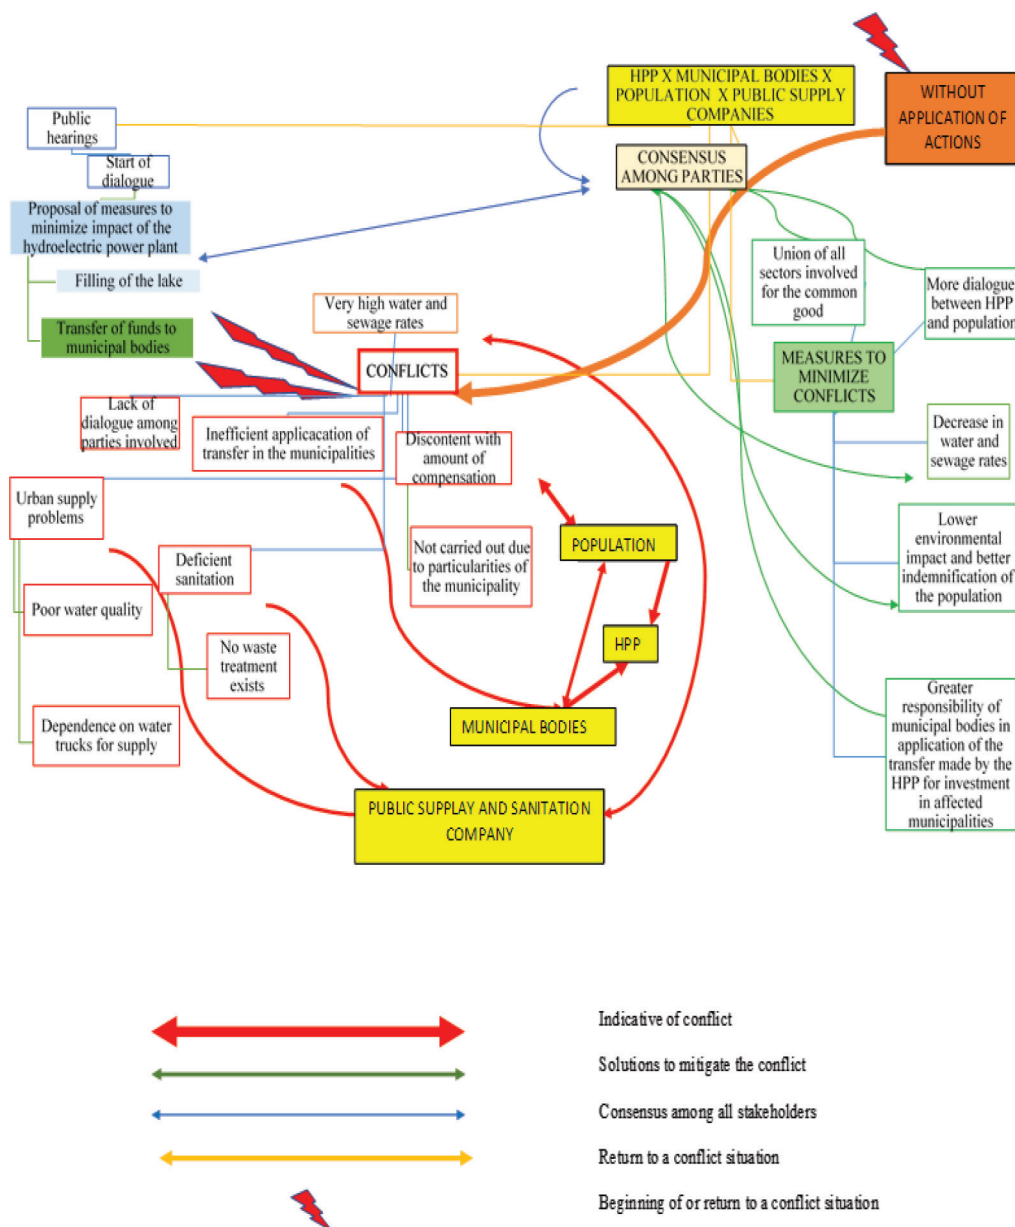 HPP X MUNICIPAL BODIES X
POPULATION X PUBLIC SUPPLY
COMPANIES
WITHOUT
APPLICATION OF
ACTIONS
Public
hearings
Start of
dialogue
CONSENSUS
AMONG PARTIES
Proposal of measures to
minimize impact of the
hydroelectric power plant
Filling of the lake
Transfer of funds to
municipal bodies
Union of all
sectors involved
for the common
good
More dialogue
between HPP
and population
Very high water and
sewage rates
CONFLICTS
MEASURES TO
MINIMIZE
CONFLICTS
Lack of
dialogue among
parties involved
Inefficient applicacation of
transfer in the municipalities
Discontent with
amount of
compensation
Decrease in
water and
sewage rates
Urban supply
problems
Deficient
sanitation
Not carried out due
to particularities of
the municipality
POPULATION
Lower
environmental
impact and better
indemnification of
the population
Poor water quality
No waste
treatment
exists
HPP
Dependence on water
trucks for supply
MUNICIPAL BODIES
Greater
responsibility of
municipal bodies in
application of the
transfer made by the
HPP for investment
in affected
municipalities
PUBLIC SUPPLAY AND SANITATION
COMPANY
Indicative of conflict
Solutions to mitigate the conflict
Consensus among all stakeholders
Return to a conflict situation
Beginning of or return to a conflict situation